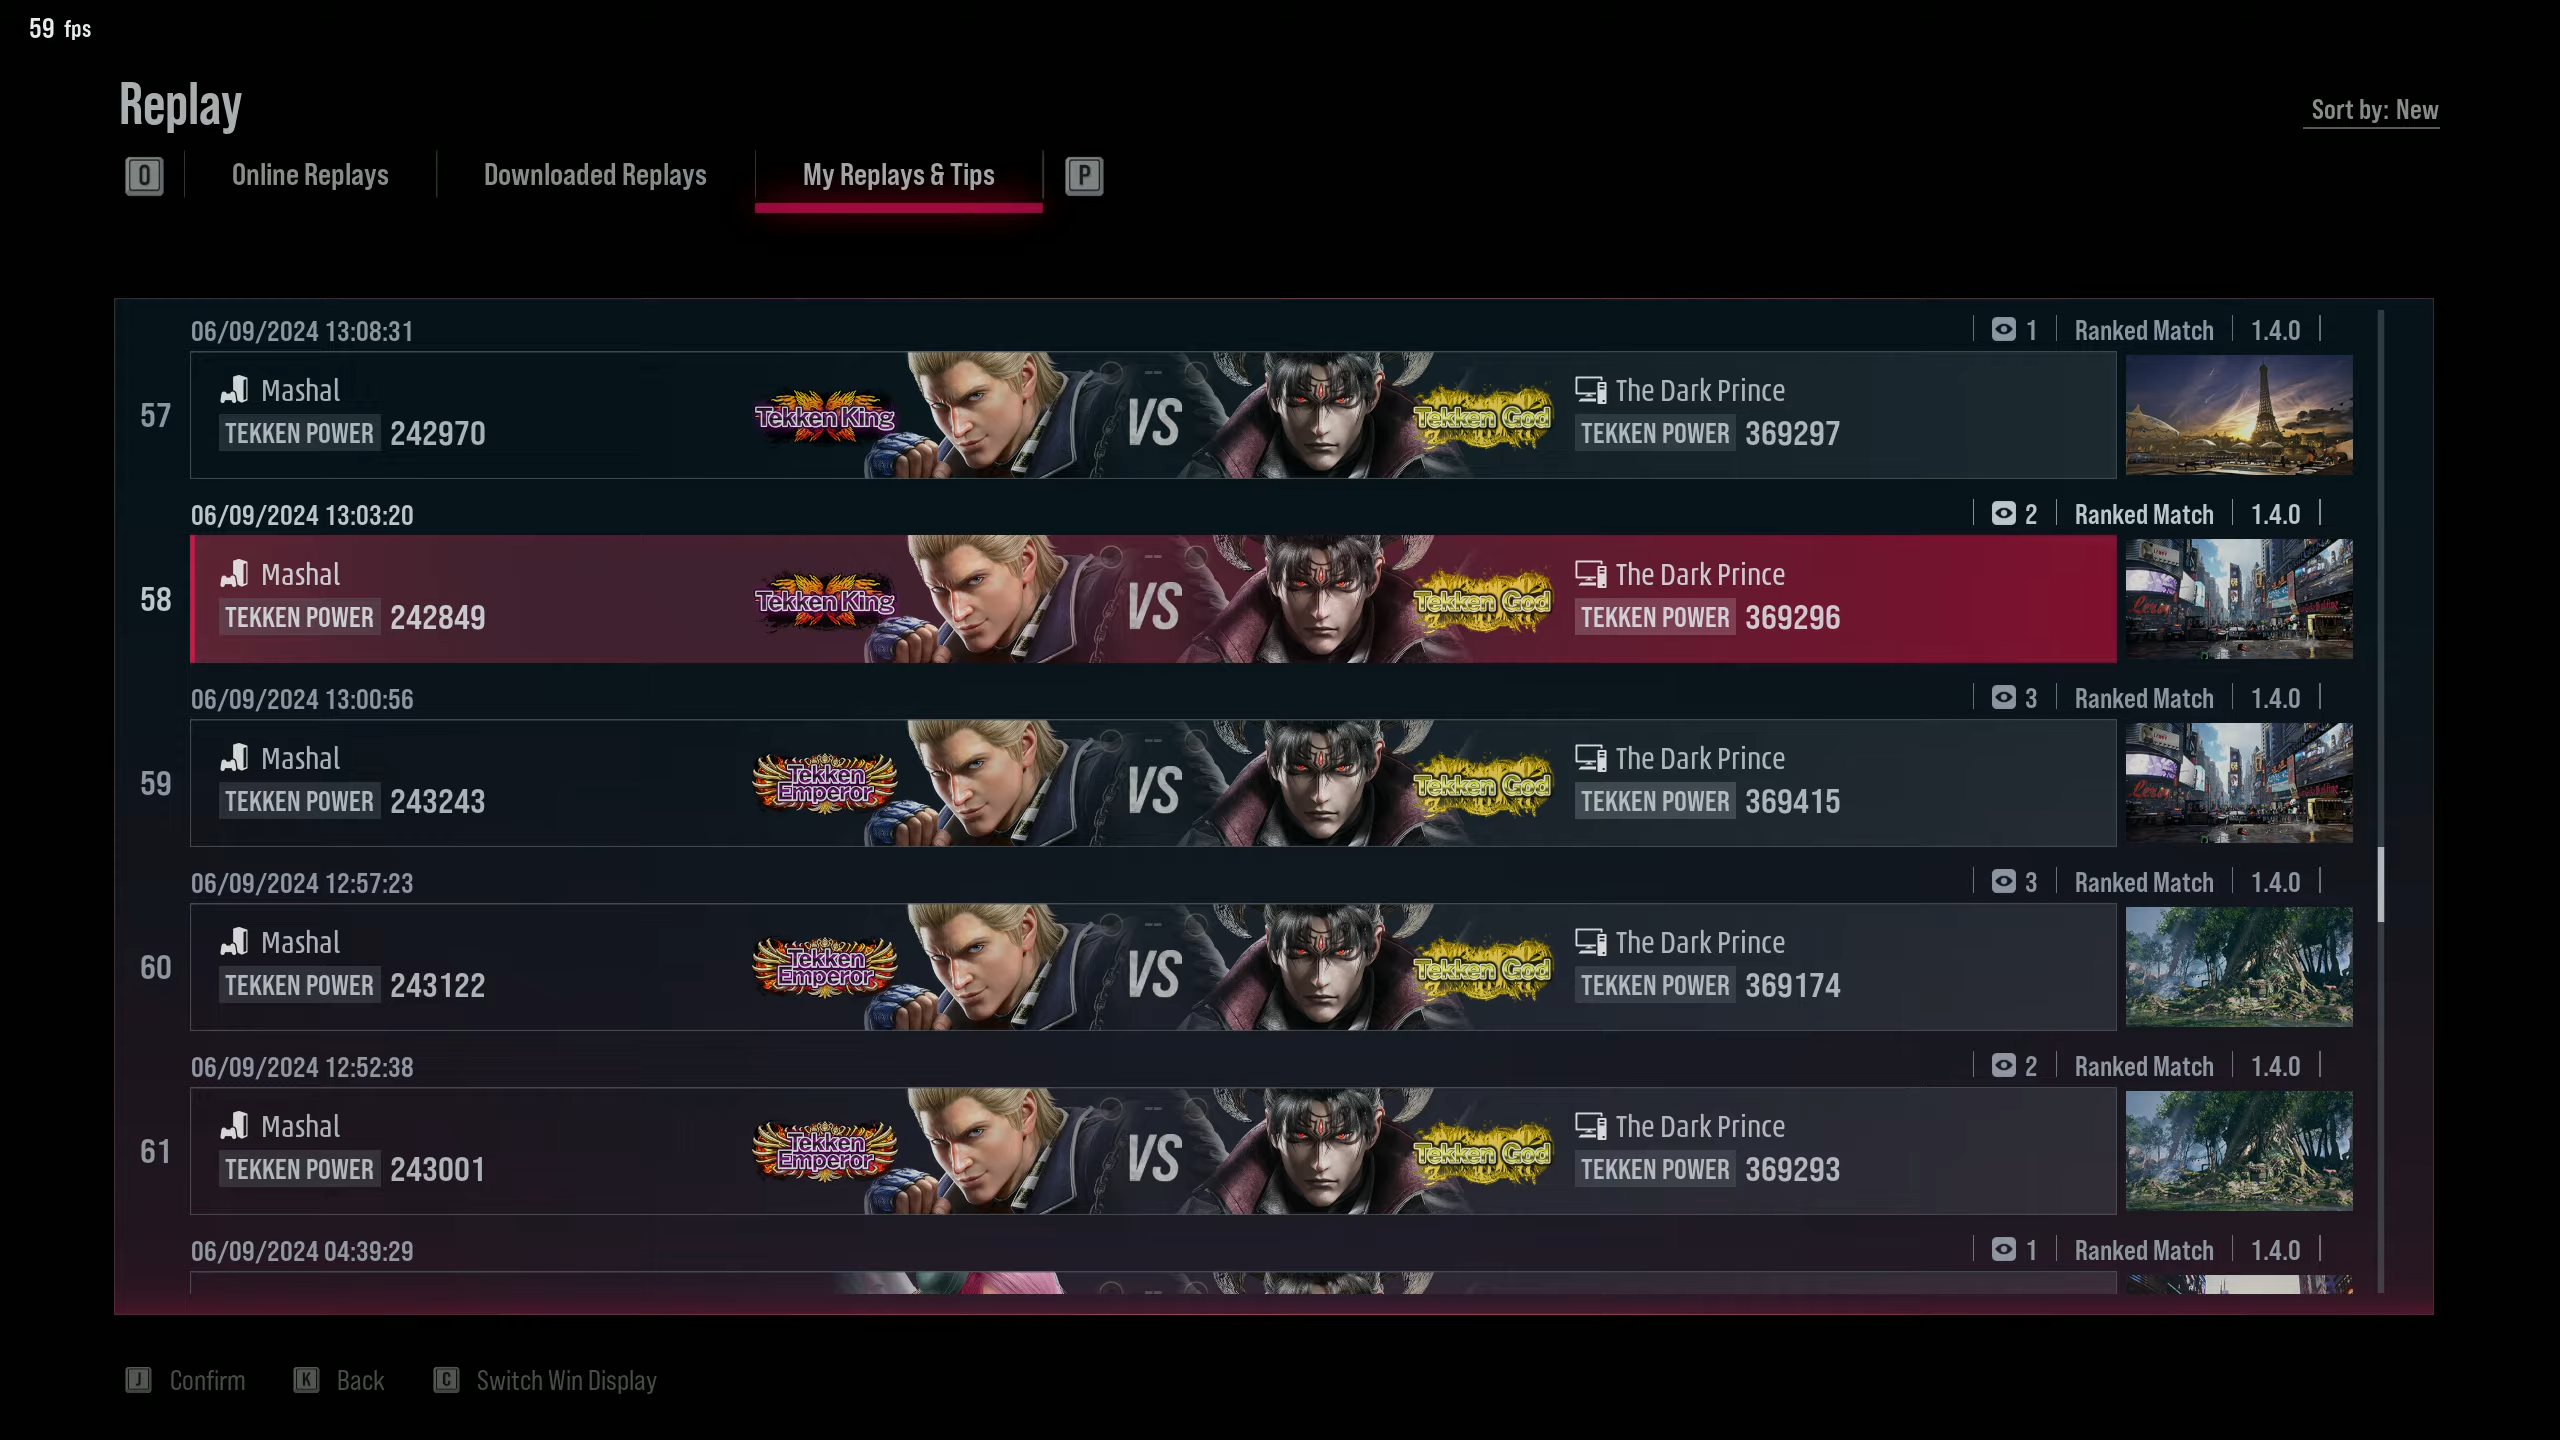 59 fps
Replay
Sort by: New
O Online Replays Downloaded Replays My Replays & Tips P
06/09/2024 13:08:31 1 Ranked Match 1.4.0
57 Mashal Tekken King VS Tekken God The Dark Prince
TEKKEN POWER 242970 TEKKEN POWER 369297
06/09/2024 13:03:20 2 Ranked Match 1.4.0
58 Mashal Tekken King VS Tekken God The Dark Prince
TEKKEN POWER 242849 TEKKEN POWER 369296
06/09/2024 13:00:56 3 Ranked Match 1.4.0
59 Mashal Tekken Emperor VS Tekken God The Dark Prince
TEKKEN POWER 243243 TEKKEN POWER 369415
06/09/2024 12:57:23 3 Ranked Match 1.4.0
60 Mashal Tekken Emperor VS Tekken God The Dark Prince
TEKKEN POWER 243122 TEKKEN POWER 369174
06/09/2024 12:52:38 2 Ranked Match 1.4.0
61 Mashal Tekken Emperor VS Tekken God The Dark Prince
TEKKEN POWER 243001 TEKKEN POWER 369293
06/09/2024 04:39:29 1 Ranked Match 1.4.0
J Confirm K Back C Switch Win Display